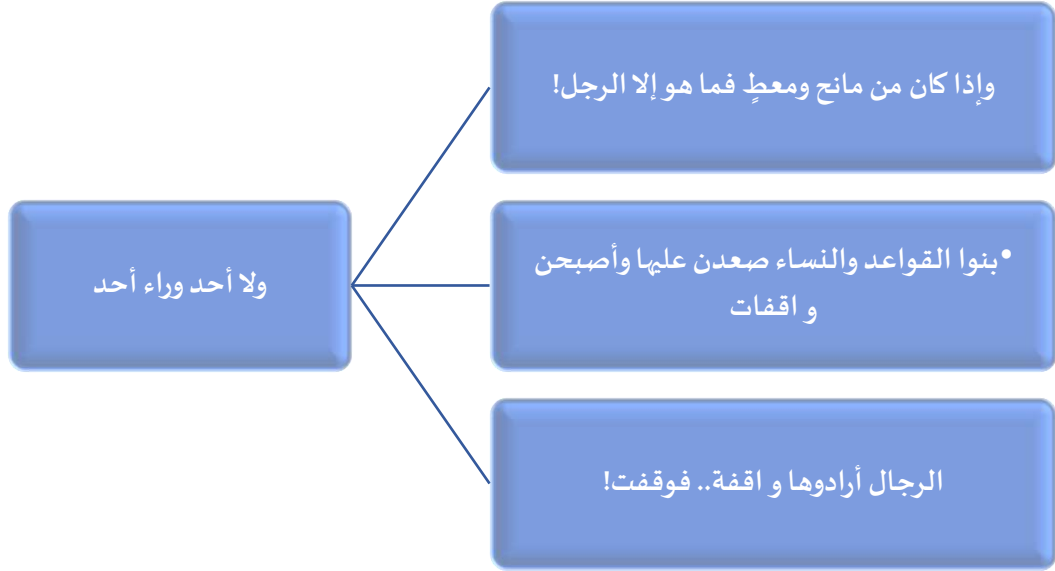 وإذا كان من مانح ومعطٍ فما هو إلا الرجل!
ولا أحد وراء أحد
•بنوا القواعد والنساء صعدن عليها وأصبحن
و اقفات
الرجال أرادوها و اقفة.. فوقفت!